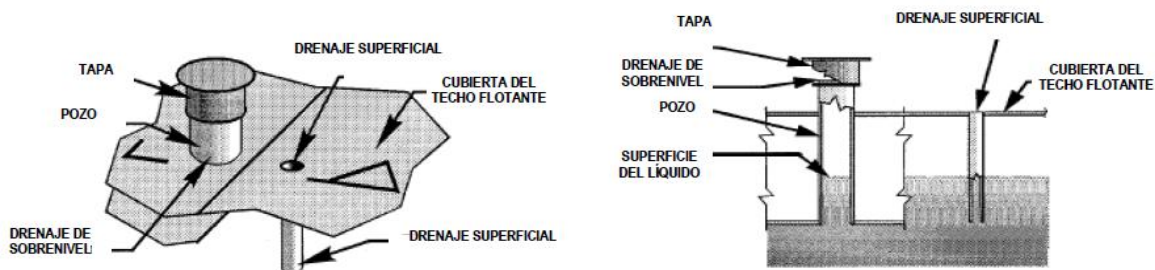 DRENAJE SUPERFICIAL
TAPA
CUBIERTA DEL
TECHO FLOTANTE
POZO
DRENAJE DE
SOBRENIVEL
DRENAJE SUPERFICIAL
DRENAJE SUPERFICIAL
TAPA
DRENAJE DE
SOBRENIVEL
CUBIERTA DEL
TECHO FLOTANTE
POZO
SUPERFICIE
DEL LÍQUIDO